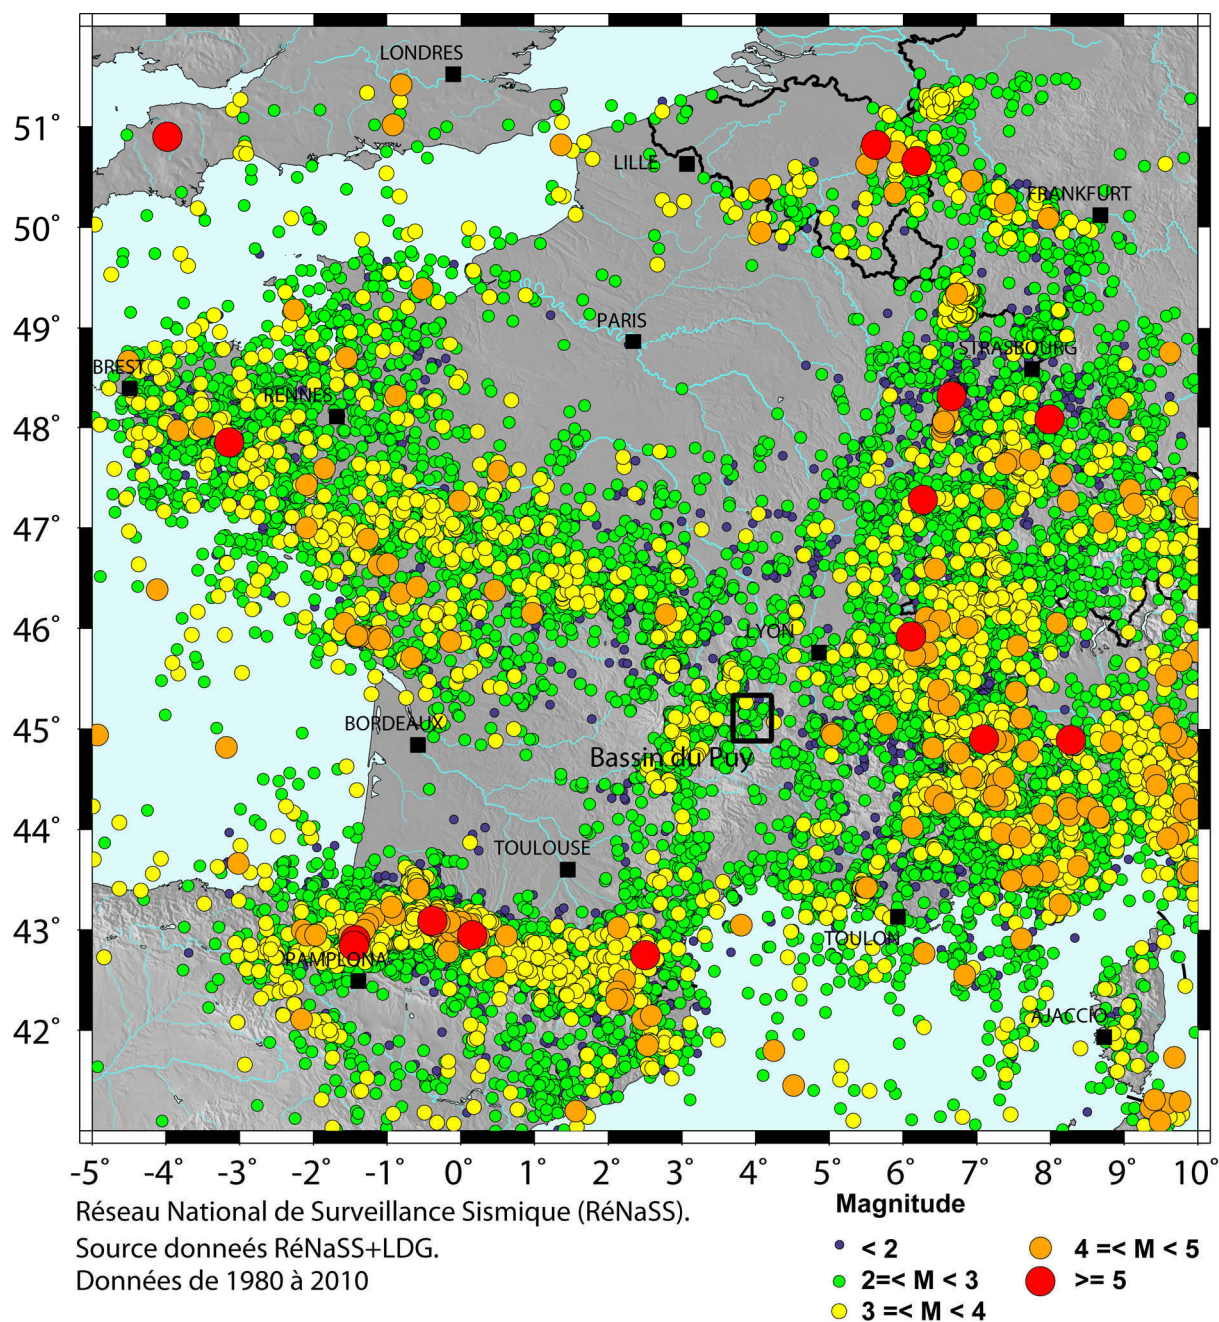 LONDRES
51°
LILLE
FRANKFURT
50°
49°
PARIS
STRASBOURG
BREST
RENNES
48°
47°
46°
LYON
45°
BORDEAUX
Bassin du Puy
44°
TOULOUSE
43°
TOULON
PAMPLONA
42°
AJACCIO
-5° -4° -3° -2° -1° 0° 1° 2° 3° 4° 5° 6° 7° 8° 9° 10°
Réseau National de Surveillance Sismique (RéNaSS).
Source donneés RéNaSS+LDG.
Données de 1980 à 2010
Magnitude
< 2
2=< M < 3
3 =< M < 4
4 =< M < 5
>= 5